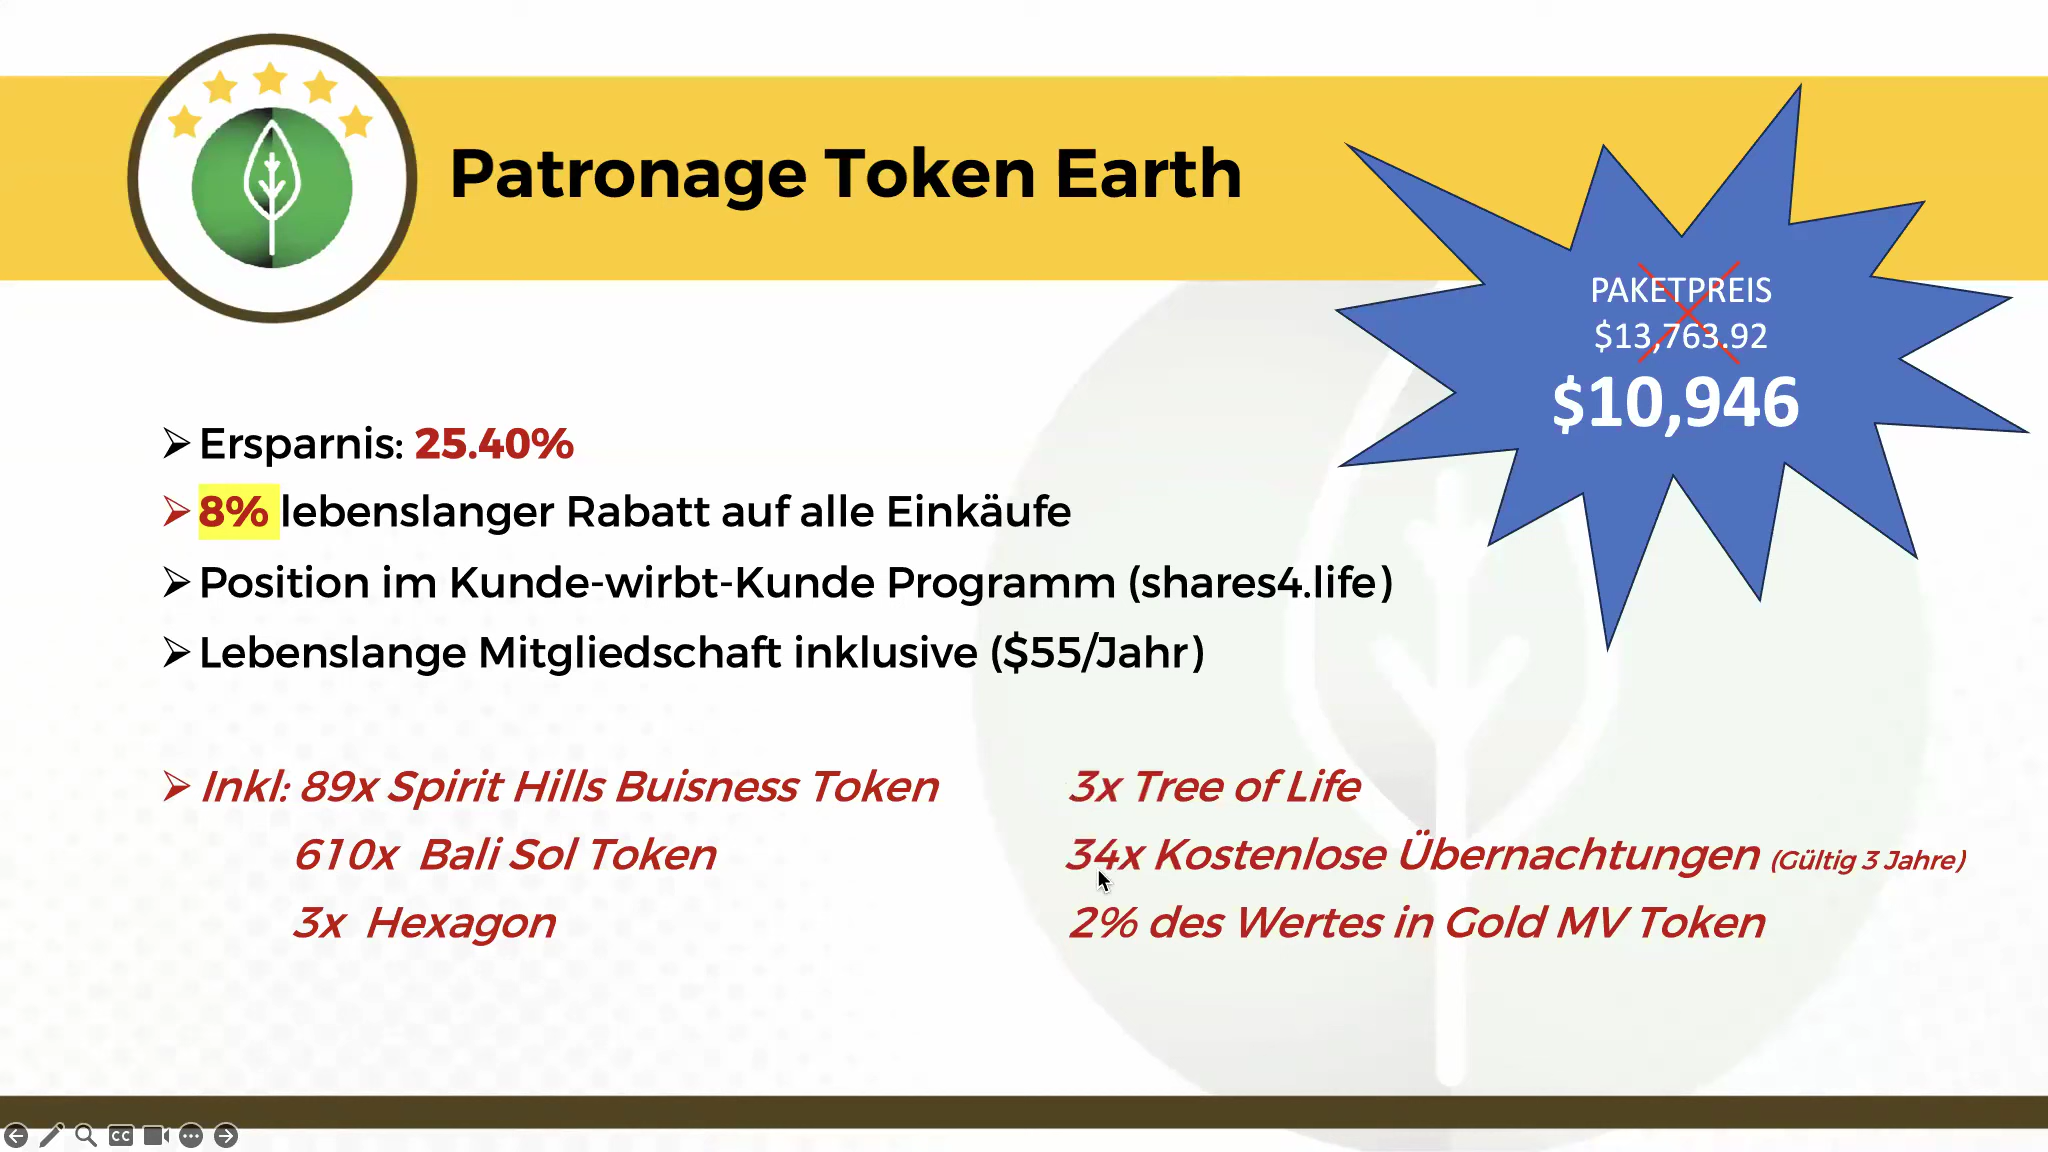 Patronage Token Earth
PAKETPREIS
$13,763.92
$10,946
Ersparnis: 25.40%
8% lebenslanger Rabatt auf alle Einkäufe
Position im Kunde-wirbt-Kunde Programm (shares4.life)
Lebenslange Mitgliedschaft inklusive ($55/Jahr)
Inkl: 89x Spirit Hills Buisness Token
610x Bali Sol Token
3x Hexagon
3x Tree of Life
34x Kostenlose Übernachtungen (Gültig 3 Jahre)
2% des Wertes in Gold MV Token
CC